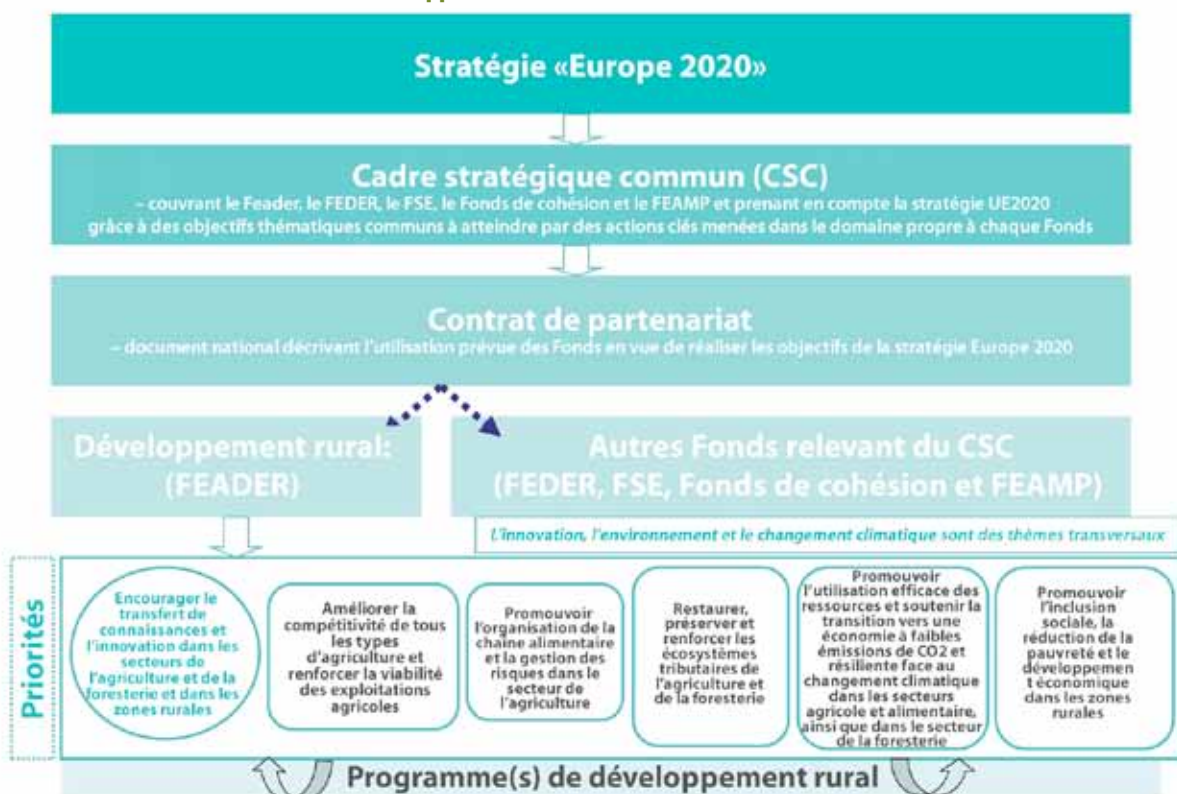 Stratégie «Europe 2020»
Cadre stratégique commun (CSC)
– couvrant le Feader, le FEDER, le FSE, le Fonds de cohésion et le FEAMP et prenant en compte la stratégie UE2020
grâce à des objectifs thématiques communs à atteindre par des actions clés menées dans le domaine propre à chaque Fonds
Contrat de partenariat
– document national décrivant l'utilisation prévue des Fonds en vue de réaliser les objectifs de la stratégie Europe 2020
Développement rural:
(FEADER)
Autres Fonds relevant du CSC
(FEDER, FSE, Fonds de cohésion et FEAMP)
L'innovation, l'environnement et le changement climatique sont des thèmes transversaux
Priorités
Encourager le
transfert de
connaissances et
l'innovation dans les
secteurs de
l'agriculture et de la
foresterie et dans les
zones rurales
Améliorer la
compétitivité de tous
les types
d'agriculture et
renforcer la viabilité
des exploitations
agricoles
Promouvoir
l'organisation de la
chaîne alimentaire
et la gestion des
risques dans le
secteur de
l'agriculture
Restaurer,
préserver et
renforcer les
écosystèmes
tributaires de
l'agriculture et
de la foresterie
Promouvoir
l'utilisation efficace des
ressources et soutenir la
transition vers une
économie à faibles
émissions de CO2 et
résiliente face au
changement climatique
dans les secteurs
agricole et alimentaire,
ainsi que dans le secteur
de la foresterie
Promouvoir
l'inclusion
sociale, la
réduction de la
pauvreté et le
développemen
t économique
dans les zones
rurales
Programme(s) de développement rural